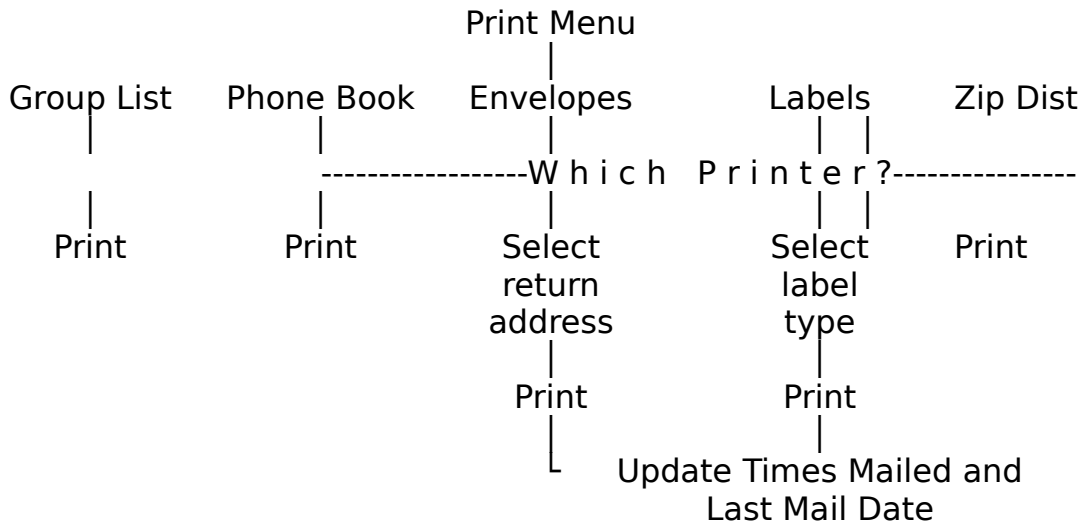 Print Menu
Group List Phone Book Envelopes Labels Zip Dist
------------------W h i c h P r i n t e r ?----------------
Print Print Select Select Print
return label
address type
Print Print
Update Times Mailed and
Last Mail Date